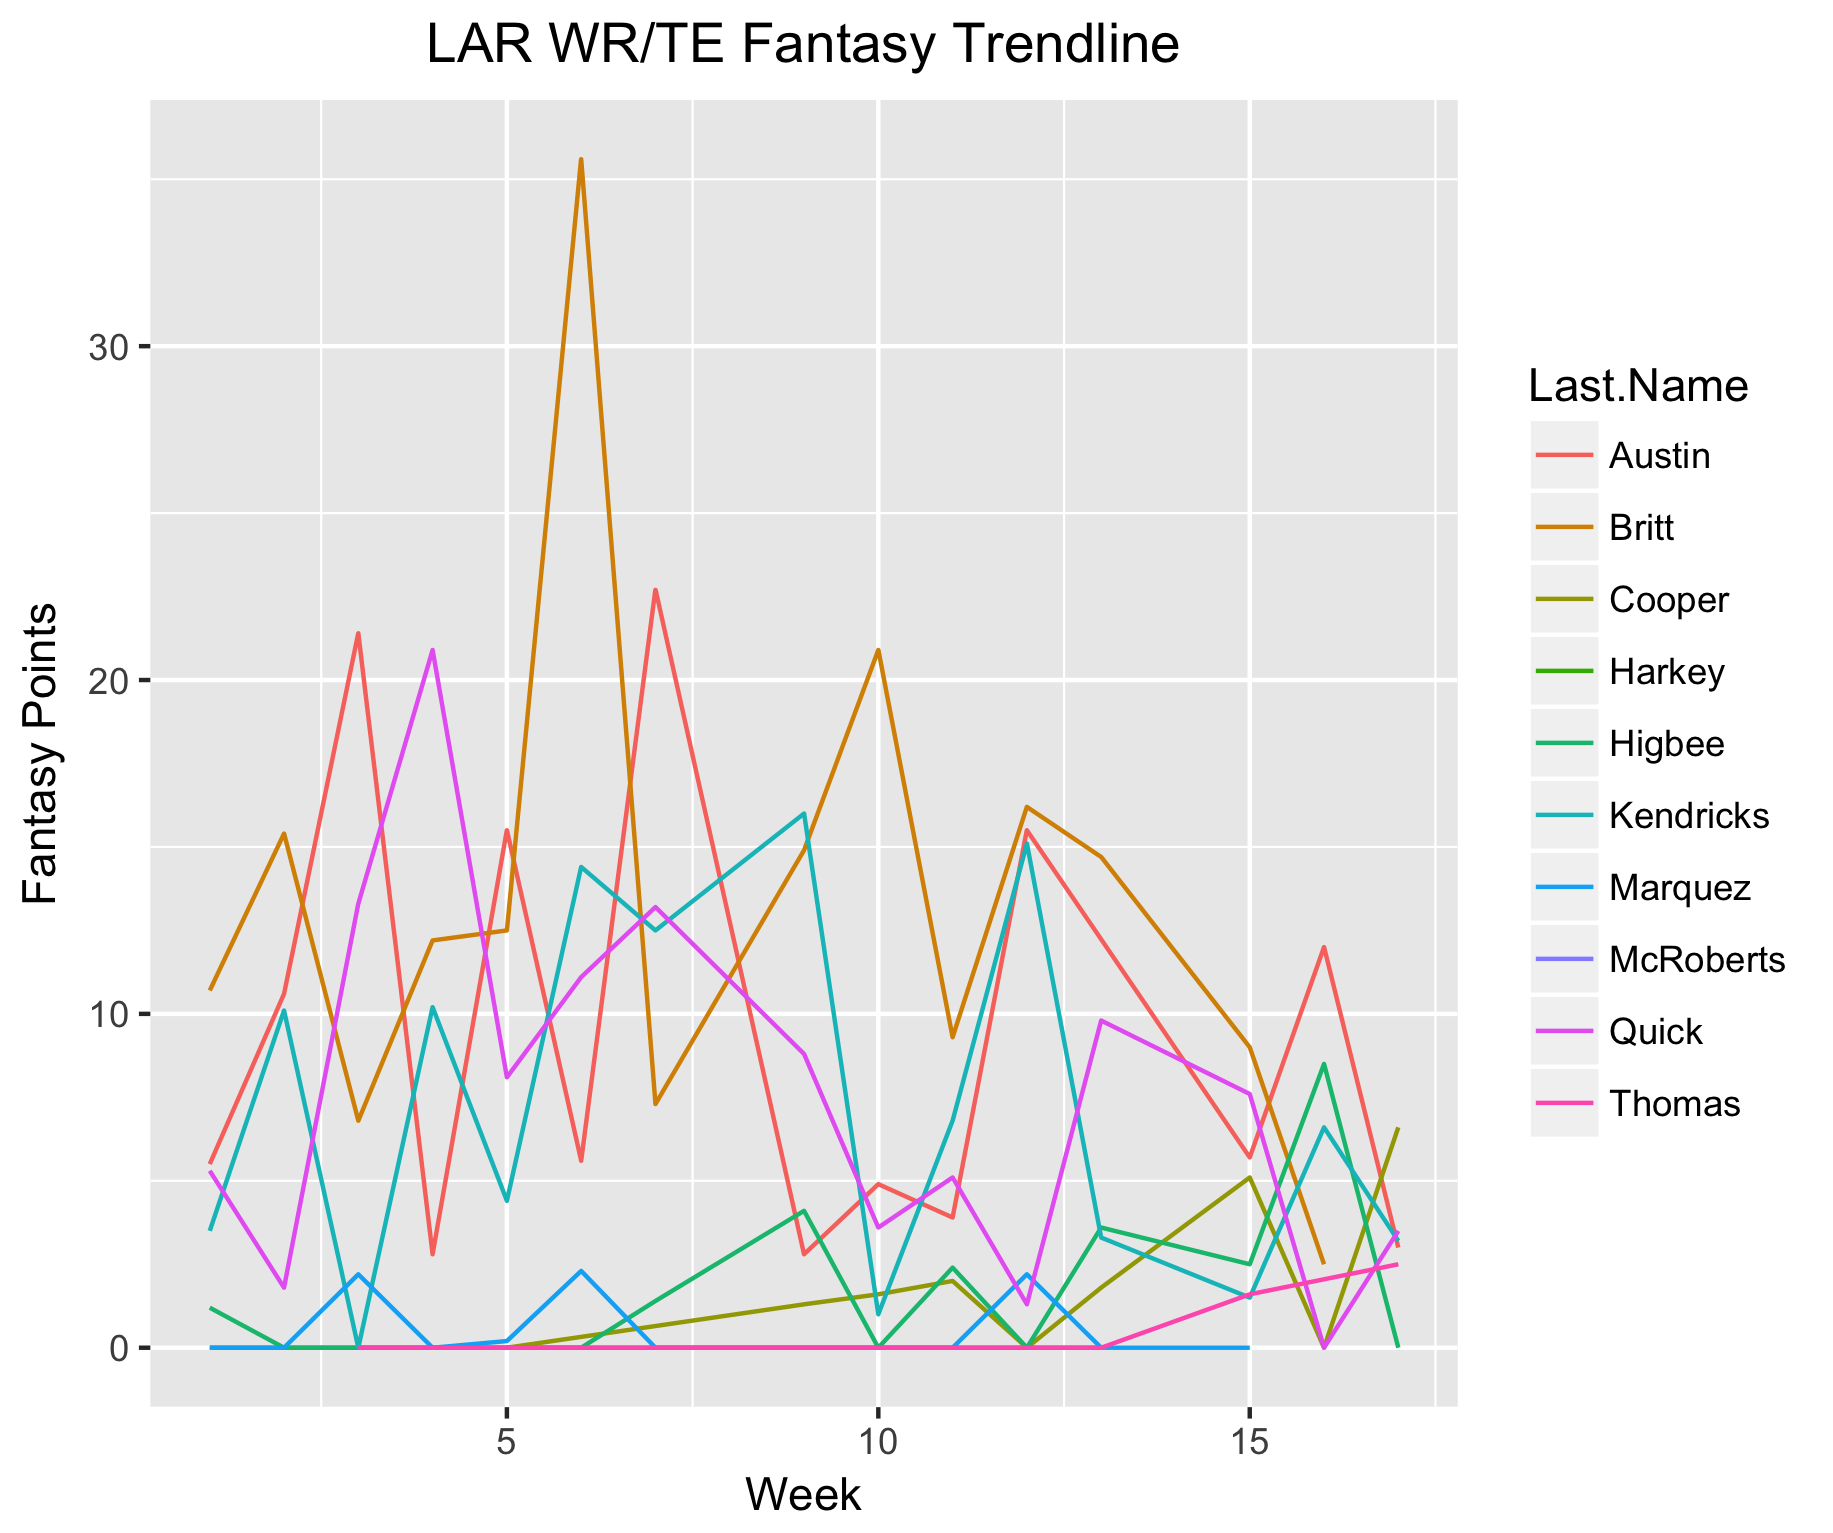 LAR WR/TE Fantasy Trendline
Fantasy Points
30
20
10
0
5
10
15
Week
Last.Name
Austin
Britt
Cooper
Harkey
Higbee
Kendricks
Marquez
McRoberts
Quick
Thomas